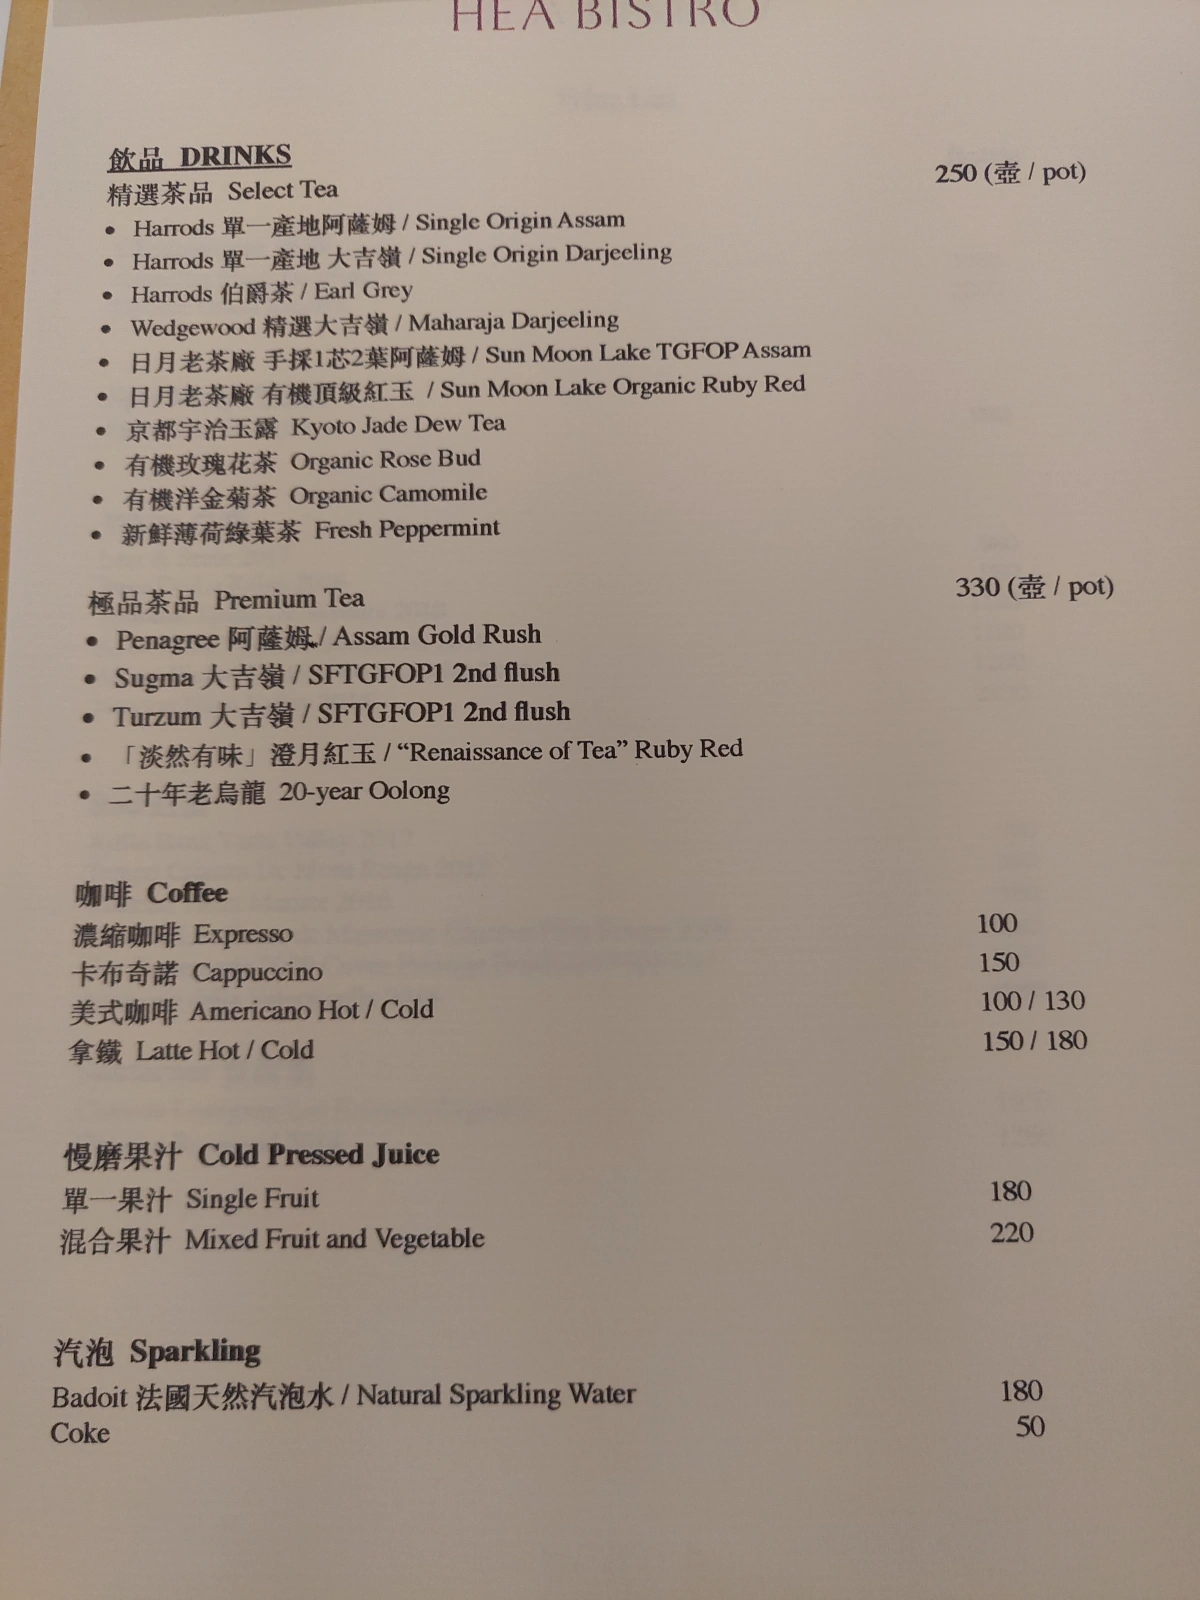 HEA BISTRO
飲品 DRINKS
精選茶品 Select Tea 250 (壺 / pot)
• Harrods 單一產地阿薩姆 / Single Origin Assam
• Harrods 單一產地 大吉嶺 / Single Origin Darjeeling
• Harrods 伯爵茶 / Earl Grey
• Wedgewood 精選大吉嶺 / Maharaja Darjeeling
• 日月老茶廠 手採1芯2葉阿薩姆 / Sun Moon Lake TGFOP Assam
• 日月老茶廠 有機頂級紅玉 / Sun Moon Lake Organic Ruby Red
• 京都宇治玉露 Kyoto Jade Dew Tea
• 有機玫瑰花茶 Organic Rose Bud
• 有機洋金菊茶 Organic Camomile
• 新鮮薄荷綠葉茶 Fresh Peppermint
極品茶品 Premium Tea 330 (壺 / pot)
• Penagree 阿薩姆 / Assam Gold Rush
• Sugma 大吉嶺 / SFTGFOP1 2nd flush
• Turzum 大吉嶺 / SFTGFOP1 2nd flush
• 「淡然有味」澄月紅玉 / “Renaissance of Tea” Ruby Red
• 二十年老烏龍 20-year Oolong
咖啡 Coffee
濃縮咖啡 Expresso 100
卡布奇諾 Cappuccino 150
美式咖啡 Americano Hot / Cold 100 / 130
拿鐵 Latte Hot / Cold 150 / 180
慢磨果汁 Cold Pressed Juice
單一果汁 Single Fruit 180
混合果汁 Mixed Fruit and Vegetable 220
汽泡 Sparkling
Badoit 法國天然汽泡水 / Natural Sparkling Water 180
Coke 50